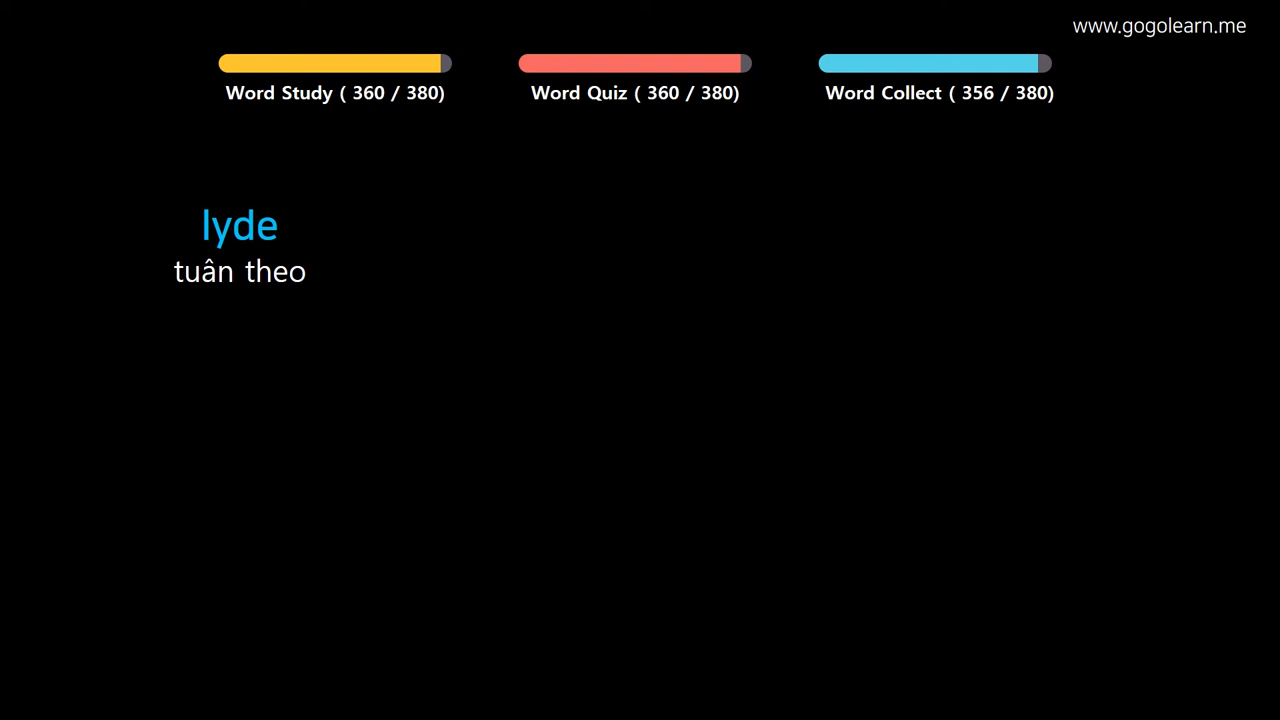 www.gogolearn.me
Word Study ( 360 / 380)
Word Quiz ( 360 / 380)
Word Collect ( 356 / 380)
lyde
tuân theo